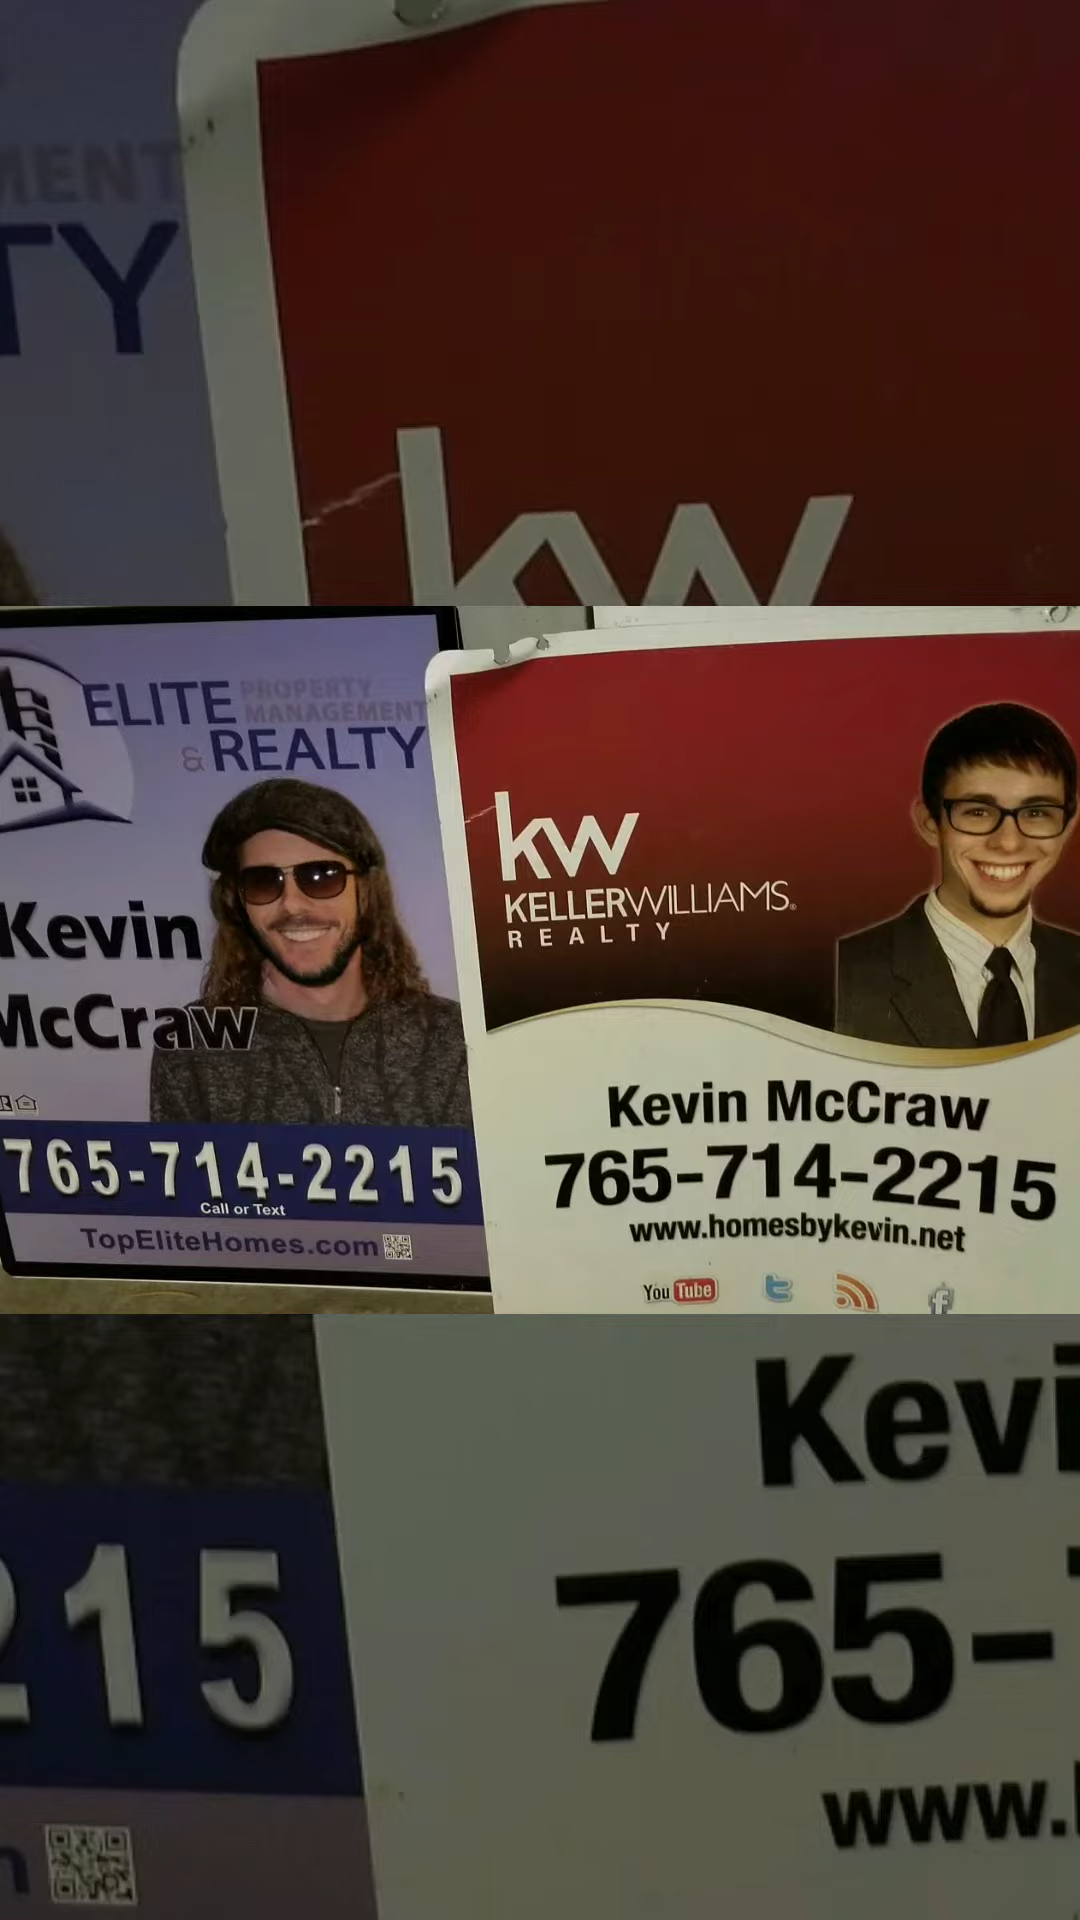 MENT
TY
kw
ELITE PROPERTY MANAGEMENT
& REALTY
Kevin
McCraw
R
765-714-2215
Call or Text
TopEliteHomes.com
kw
KELLERWILLIAMS®
REALTY
Kevin McCraw
765-714-2215
www.homesbykevin.net
You Tube
t
f
Kevi
215
765-
www.
n